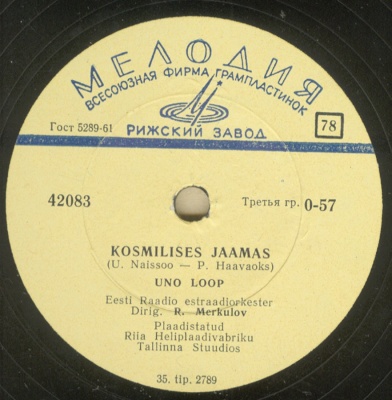 МЕЛОДИЯ
ВСЕСОЮЗНАЯ ФИРМА ГРАМПЛАСТИНОК
Гост 5289-61
РИЖСКИЙ ЗАВОД
78
42083
Третья гр. 0-57
KOSMILISES JAAMAS
(U. Naissoo — P. Haavaoks)
UNO LOOP
Eesti Raadio estraadiorkester
Dirig. R. Merkulov
Plaadistatud
Riia Heliplaadivabriku
Tallinna Stuudios
35. tip. 2789